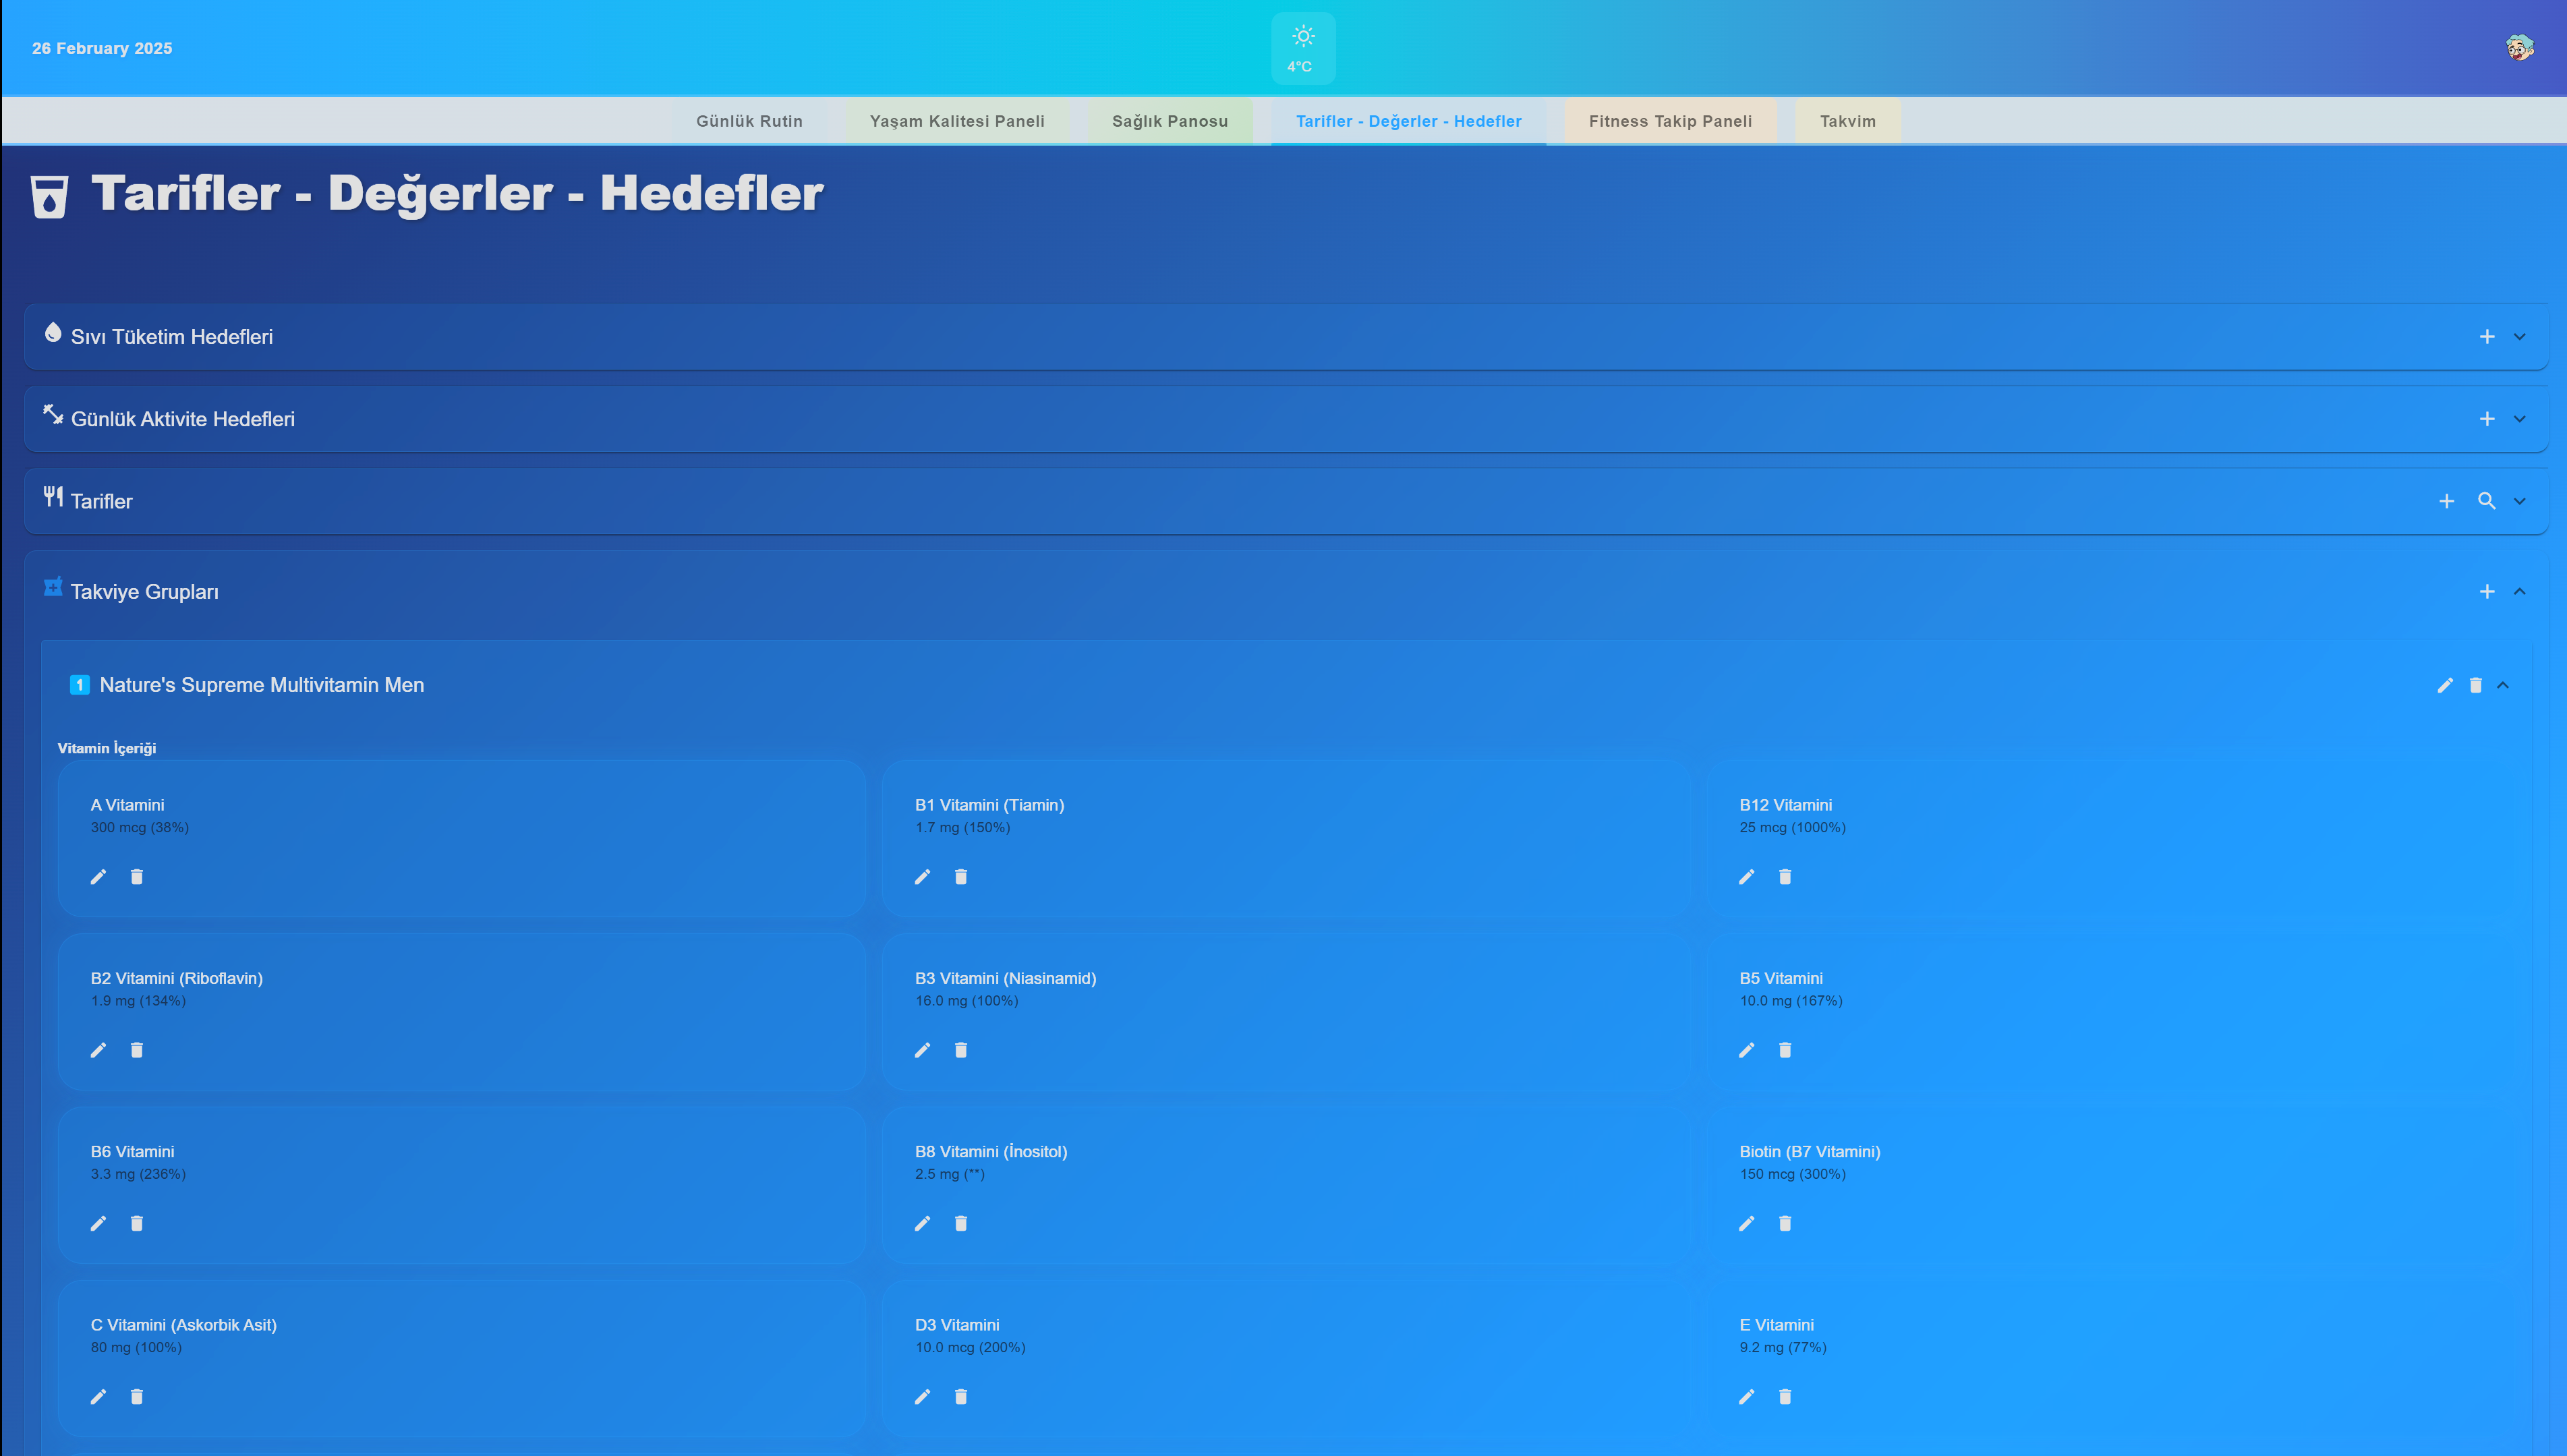 26 February 2025
4°C
Günlük Rutin
Yaşam Kalitesi Paneli
Sağlık Panosu
Tarifler - Değerler - Hedefler
Fitness Takip Paneli
Takvim
Tarifler - Değerler - Hedefler
Sıvı Tüketim Hedefleri
Günlük Aktivite Hedefleri
Tarifler
Takviye Grupları
1 Nature's Supreme Multivitamin Men
Vitamin İçeriği
A Vitamini
300 mcg (38%)
B1 Vitamini (Tiamin)
1.7 mg (150%)
B12 Vitamini
25 mcg (1000%)
B2 Vitamini (Riboflavin)
1.9 mg (134%)
B3 Vitamini (Niasinamid)
16.0 mg (100%)
B5 Vitamini
10.0 mg (167%)
B6 Vitamini
3.3 mg (236%)
B8 Vitamini (İnositol)
2.5 mg (**)
Biotin (B7 Vitamini)
150 mcg (300%)
C Vitamini (Askorbik Asit)
80 mg (100%)
D3 Vitamini
10.0 mcg (200%)
E Vitamini
9.2 mg (77%)